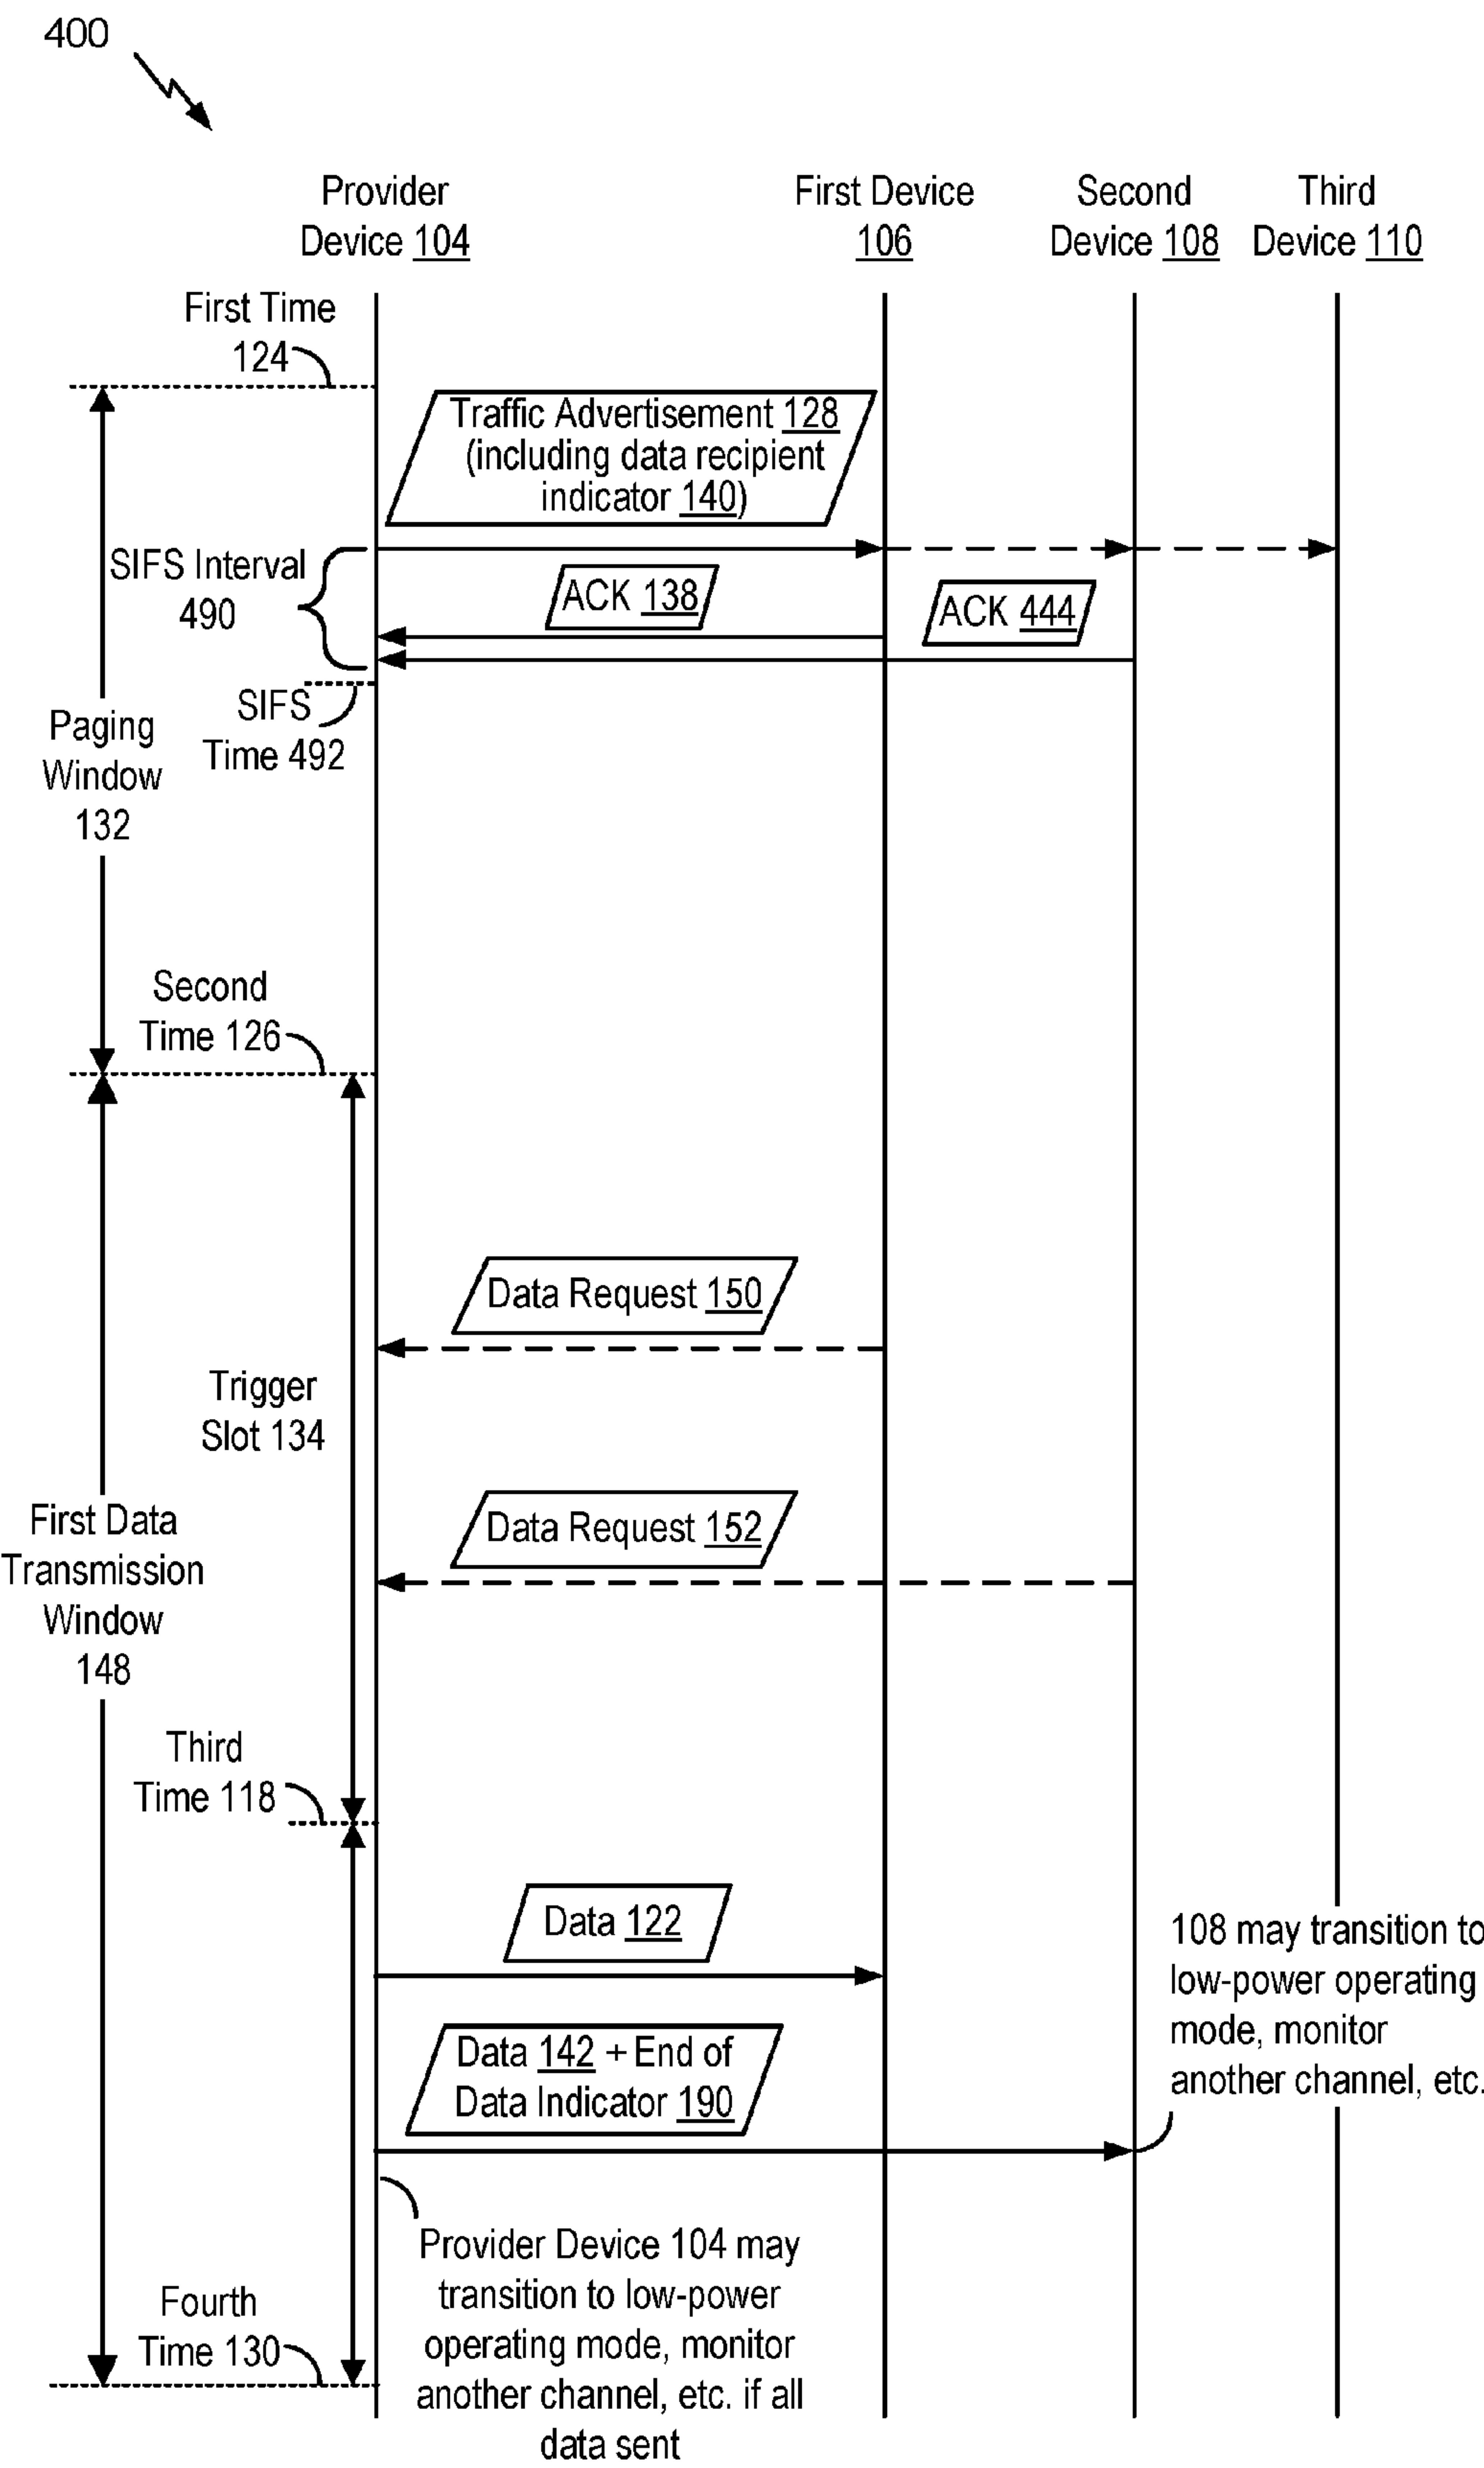 400
Provider
Device 104
First Device
106
Second
Device 108
Third
Device 110
First Time
124
Traffic Advertisement 128
(including data recipient
indicator 140)
SIFS Interval
490
ACK 138
ACK 444
SIFS
Time 492
Paging
Window
132
Second
Time 126
Data Request 150
Trigger
Slot 134
Data Request 152
First Data
Transmission
Window
148
Third
Time 118
Data 122
108 may transition to
low-power operating
mode, monitor
another channel, etc.
Data 142 + End of
Data Indicator 190
Provider Device 104 may
transition to low-power
operating mode, monitor
another channel, etc. if all
data sent
Fourth
Time 130